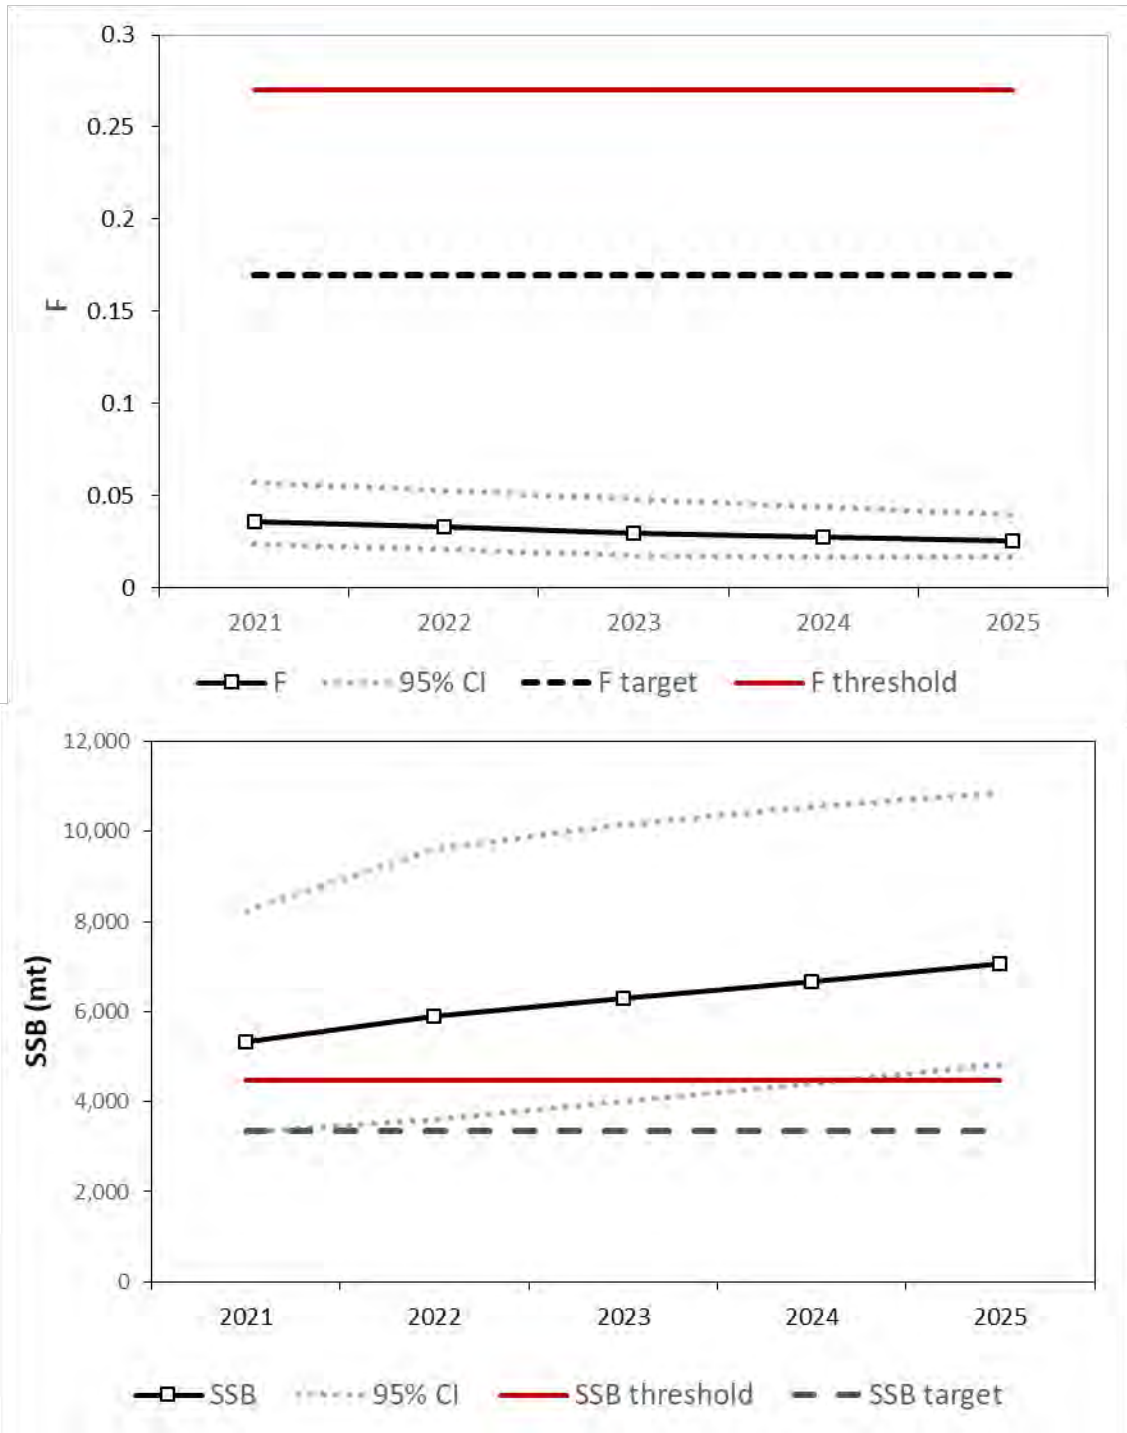 0.3
0.25
0.2
0.15
0.1
0.05
0
F
2021 2022 2023 2024 2025
F 95% CI F target F threshold
12,000
10,000
8,000
6,000
4,000
2,000
0
SSB (mt)
2021 2022 2023 2024 2025
SSB 95% CI SSB threshold SSB target